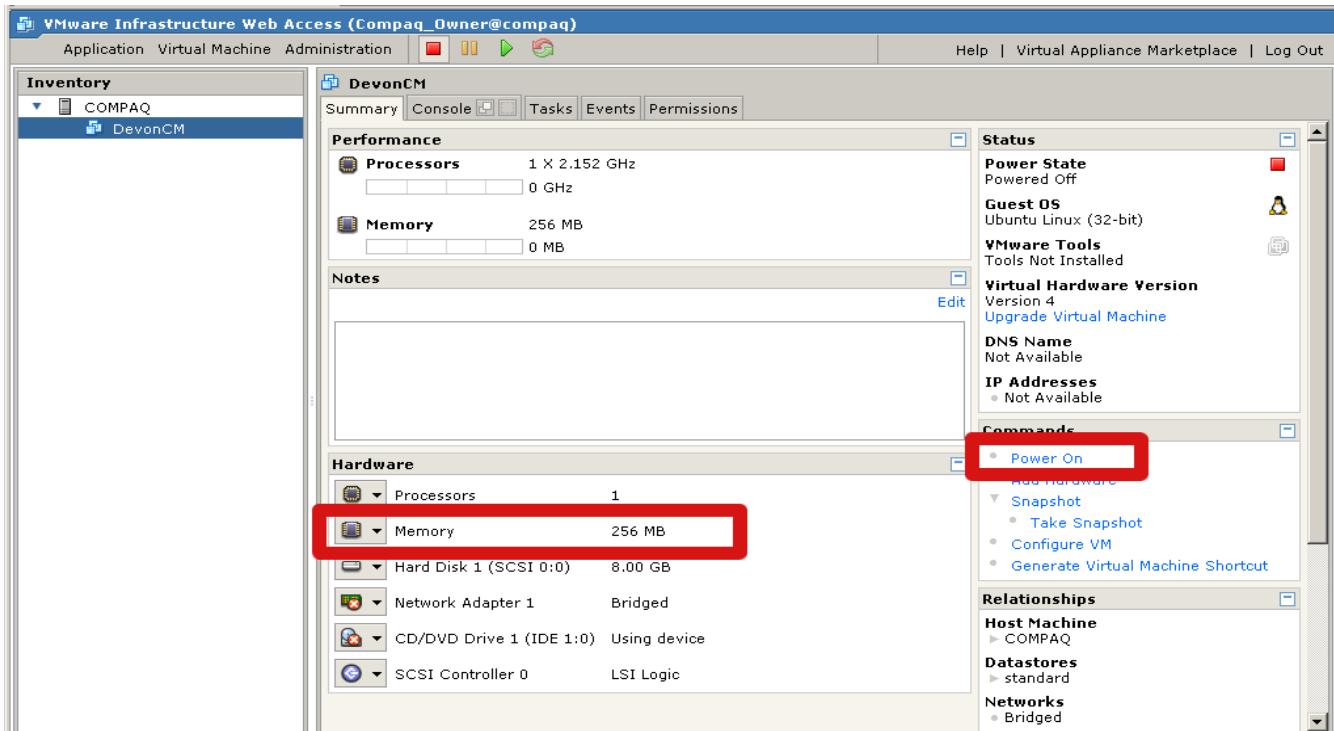 VMware Infrastructure Web Access (Compaq_Owner@compaq)
Application Virtual Machine Administration
Help | Virtual Appliance Marketplace | Log Out
Inventory
COMPAQ
DevonCM
DevonCM
Summary Console Tasks Events Permissions
Performance
Processors 1 X 2.152 GHz
0 GHz
Memory 256 MB
0 MB
Notes
Edit
Hardware
Processors 1
Memory 256 MB
Hard Disk 1 (SCSI 0:0) 8.00 GB
Network Adapter 1 Bridged
CD/DVD Drive 1 (IDE 1:0) Using device
SCSI Controller 0 LSI Logic
Status
Power State
Powered Off
Guest OS
Ubuntu Linux (32-bit)
VMware Tools
Tools Not Installed
Virtual Hardware Version
Version 4
Upgrade Virtual Machine
DNS Name
Not Available
IP Addresses
Not Available
Commands
Power On
Add Hardware
Snapshot
Take Snapshot
Configure VM
Generate Virtual Machine Shortcut
Relationships
Host Machine
COMPAQ
Datastores
standard
Networks
Bridged